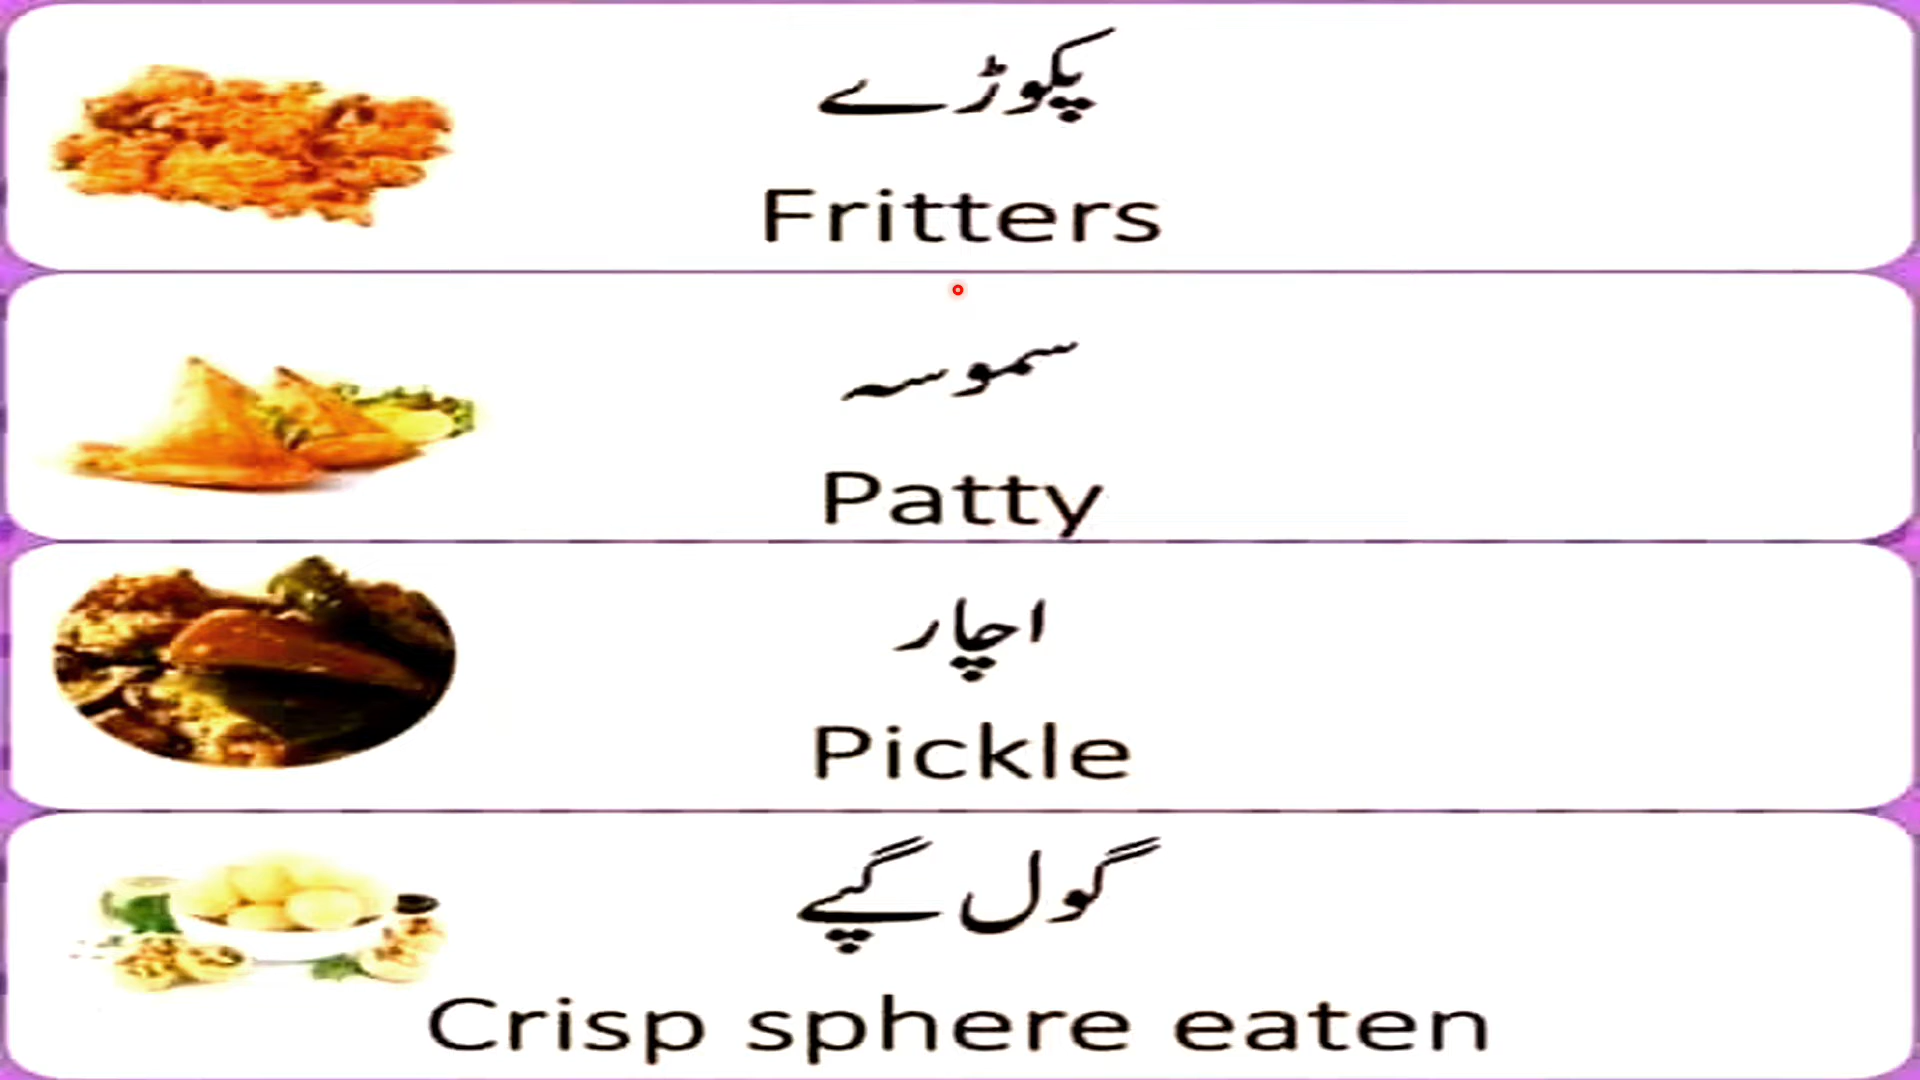 پکوڑے
Fritters
سموسہ
Patty
اچار
Pickle
گول گپے
Crisp sphere eaten